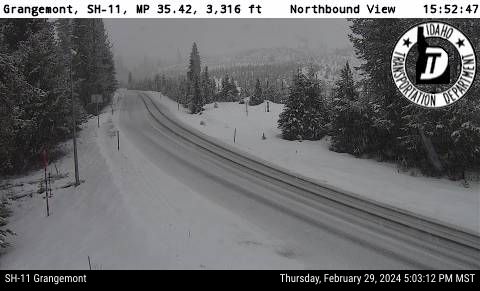 Grangemont, SH-11, MP 35.42, 3,316 ft Northbound View 15:52:47
IDAHO
TRANSPORTATION DEPARTMENT
SH-11 Grangemont Thursday, February 29, 2024 5:03:12 PM MST